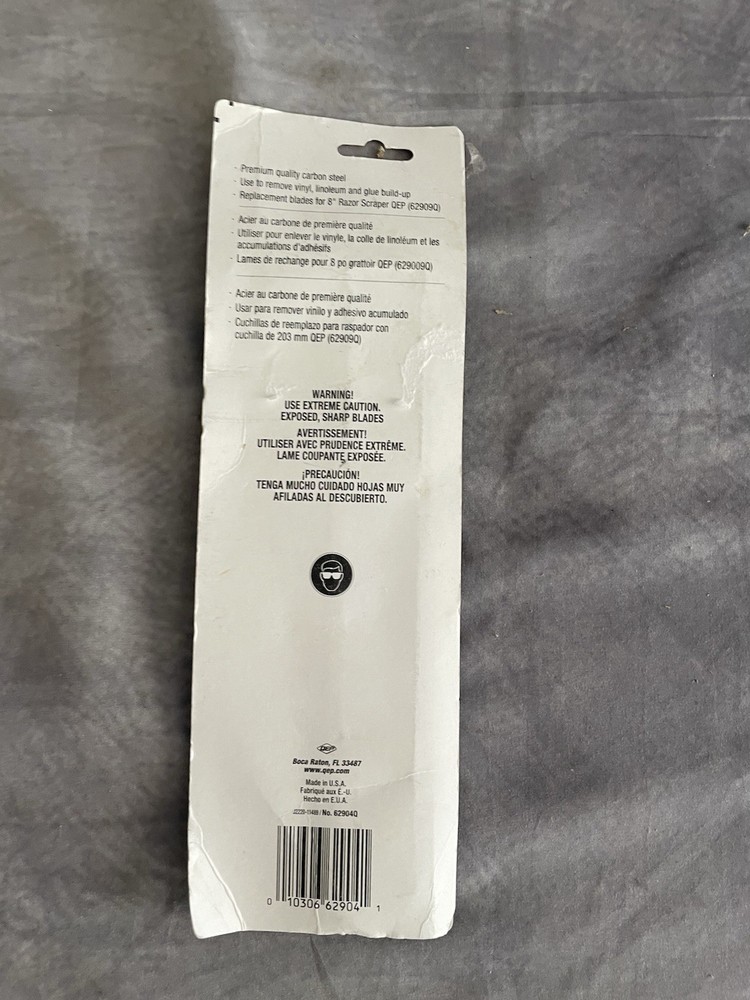 · Premium quality carbon steel
· Use to remove vinyl, linoleum and glue build-up
· Replacement blades for 8" Razor Scraper QEP (62909Q)
· Acier au carbone de première qualité
· Utiliser pour enlever le vinyle, la colle de linoléum et les
accumulations d'adhésifs
· Lames de rechange pour 8 po grattoir QEP (629009Q)
· Acier au carbone de première qualité
· Usar para remover vinilo y adhesivo acumulado
· Cuchillas de reemplazo para raspador con
cuchilla de 203 mm QEP (62909Q)
WARNING!
USE EXTREME CAUTION.
EXPOSED, SHARP BLADES
AVERTISSEMENT!
UTILISER AVEC PRUDENCE EXTRÊME.
LAME COUPANTE EXPOSÉE.
¡PRECAUCIÓN!
TENGA MUCHO CUIDADO HOJAS MUY
AFILADAS AL DESCUBIERTO.
QEP
Boca Raton, FL 33487
www.qep.com
Made in U.S.A.
Fabriqué aux É.-U.
Hecho en E.U.A.
No. 62904Q
0 10306 62904 1